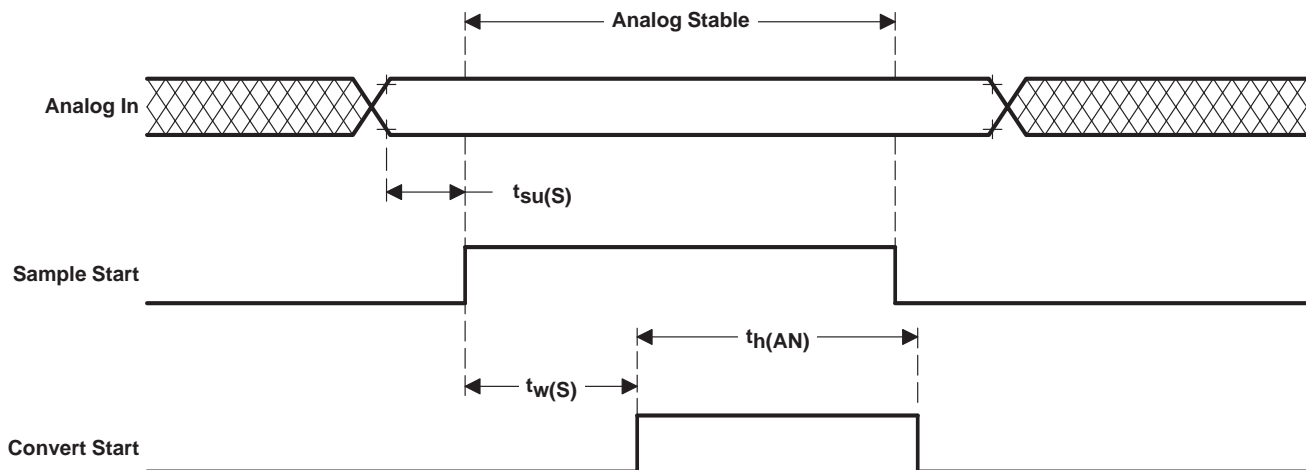 Analog Stable
Analog In
tsu(S)
Sample Start
th(AN)
tw(S)
Convert Start